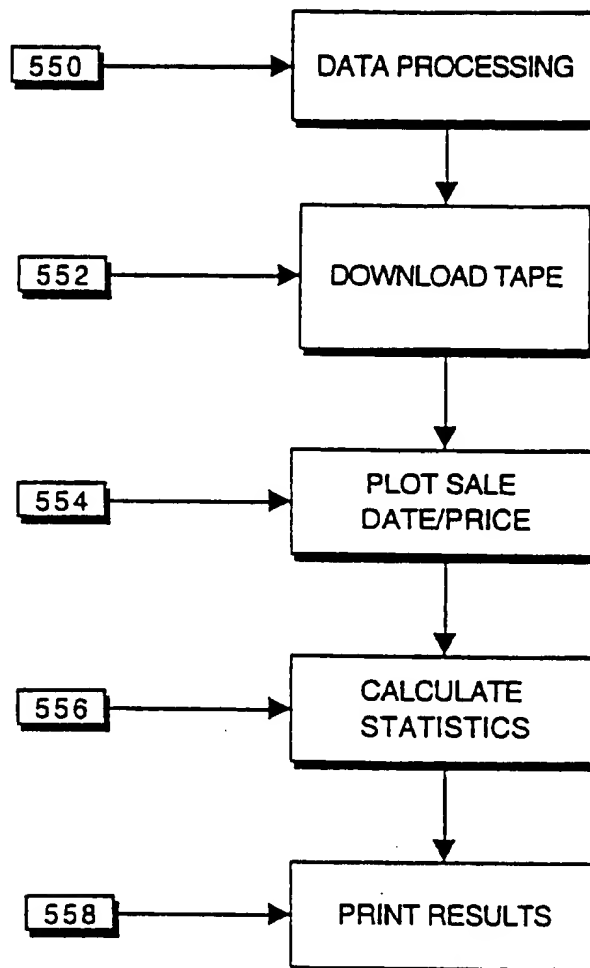 550
DATA PROCESSING
552
DOWNLOAD TAPE
554
PLOT SALE
DATE/PRICE
556
CALCULATE
STATISTICS
558
PRINT RESULTS